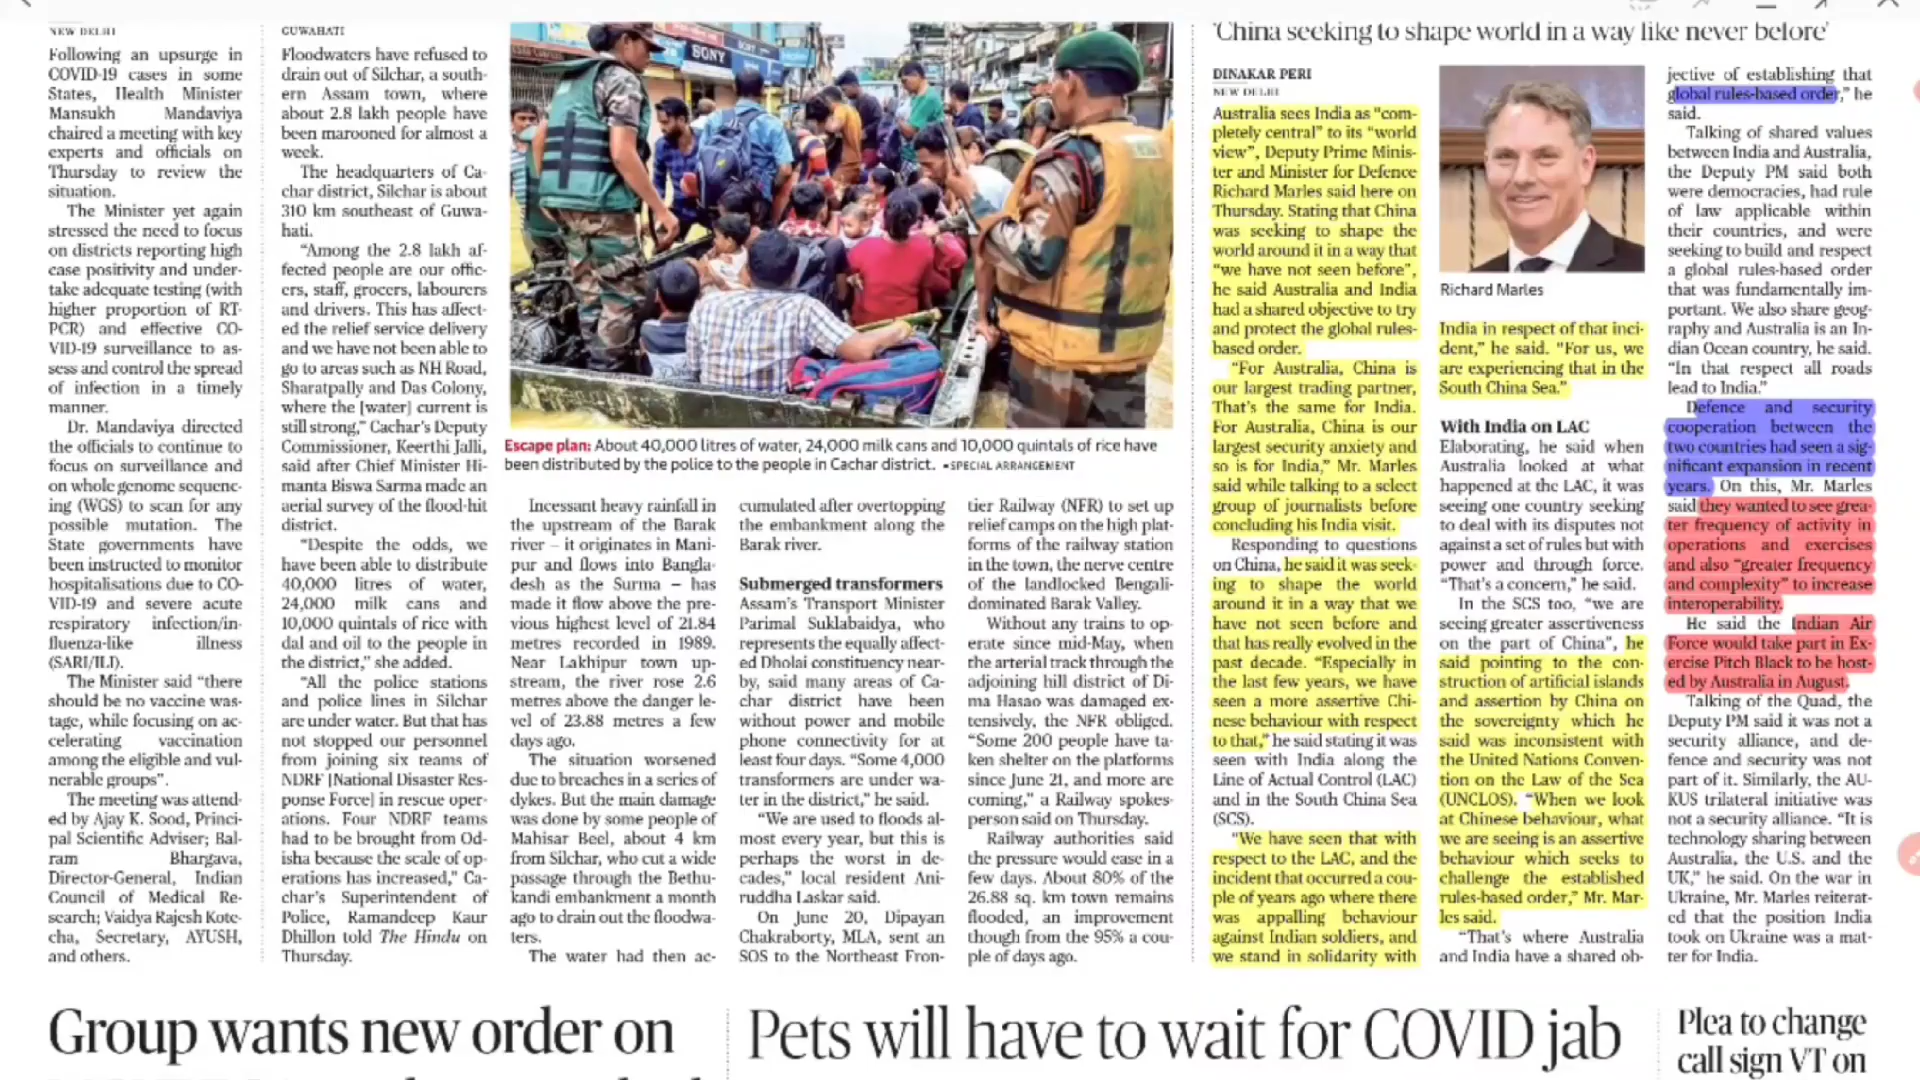 NEW DELHI
Following an upsurge in
COVID-19 cases in some
States, Health Minister
Mansukh Mandaviya
chaired a meeting with key
experts and officials on
Thursday to review the
situation.
The Minister yet again
stressed the need to focus
on districts reporting high
case positivity and under-
take adequate testing (with
higher proportion of RT-
PCR) and effective CO-
VID-19 surveillance to as-
sess and control the spread
of infection in a timely
manner.
Dr. Mandaviya directed
the officials to continue to
focus on surveillance and
on whole genome sequenc-
ing (WGS) to scan for any
possible mutation. The
State governments have
been instructed to monitor
hospitalisations due to CO-
VID-19 and severe acute
respiratory infection/in-
fluenza-like illness
(SARI/ILI).
The Minister said “there
should be no vaccine was-
tage, while focusing on ac-
celerating vaccination
among the eligible and vul-
nerable groups”.
The meeting was attend-
ed by Ajay K. Sood, Princi-
pal Scientific Adviser; Bal-
ram Bhargava,
Director-General, Indian
Council of Medical Re-
search; Vaidya Rajesh Kote-
cha, Secretary, AYUSH,
and others.
GUWAHATI
Floodwaters have refused to
drain out of Silchar, a south-
ern Assam town, where
about 2.8 lakh people have
been marooned for almost a
week.
The headquarters of Ca-
char district, Silchar is about
310 km southeast of Guwa-
hati.
“Among the 2.8 lakh af-
fected people are our offic-
ers, staff, grocers, labourers
and drivers. This has affect-
ed the relief service delivery
and we have not been able to
go to areas such as NH Road,
Sharatpally and Das Colony,
where the [water] current is
still strong,” Cachar’s Deputy
Commissioner, Keerthi Jalli,
said after Chief Minister Hi-
manta Biswa Sarma made an
aerial survey of the flood-hit
district.
“Despite the odds, we
have been able to distribute
40,000 litres of water,
24,000 milk cans and
10,000 quintals of rice with
dal and oil to the people in
the district,” she added.
“All the police stations
and police lines in Silchar
are under water. But that has
not stopped our personnel
from joining six teams of
NDRF [National Disaster Res-
ponse Force] in rescue oper-
ations. Four NDRF teams
had to be brought from Od-
isha because the scale of op-
erations has increased,” Ca-
char’s Superintendent of
Police, Ramandeep Kaur
Dhillon told The Hindu on
Thursday.
SONY
Escape plan: About 40,000 litres of water, 24,000 milk cans and 10,000 quintals of rice have
been distributed by the police to the people in Cachar district. •SPECIAL ARRANGEMENT
Incessant heavy rainfall in
the upstream of the Barak
river – it originates in Mani-
pur and flows into Bangla-
desh as the Surma – has
made it flow above the pre-
vious highest level of 21.84
metres recorded in 1989.
Near Lakhipur town up-
stream, the river rose 2.6
metres above the danger le-
vel of 23.88 metres a few
days ago.
The situation worsened
due to breaches in a series of
dykes. But the main damage
was done by some people of
Mahisar Beel, about 4 km
from Silchar, who cut a wide
passage through the Bethu-
kandi embankment a month
ago to drain out the floodwa-
ters.
The water had then ac-
cumulated after overtopping
the embankment along the
Barak river.
Submerged transformers
Assam’s Transport Minister
Parimal Suklabaidya, who
represents the equally affect-
ed Dholai constituency near-
by, said many areas of Ca-
char district have been
without power and mobile
phone connectivity for at
least four days. “Some 4,000
transformers are under wa-
ter in the district,” he said.
“We are used to floods al-
most every year, but this is
perhaps the worst in de-
cades,” local resident Ani-
ruddha Laskar said.
On June 20, Dipayan
Chakraborty, MLA, sent an
SOS to the Northeast Fron-
tier Railway (NFR) to set up
relief camps on the high plat-
forms of the railway station
in the town, the nerve centre
of the landlocked Bengali-
dominated Barak Valley.
Without any trains to op-
erate since mid-May, when
the arterial track through the
adjoining hill district of Di-
ma Hasao was damaged ex-
tensively, the NFR obliged.
“Some 200 people have ta-
ken shelter on the platforms
since June 21, and more are
coming,” a Railway spokes-
person said on Thursday.
Railway authorities said
the pressure would ease in a
few days. About 80% of the
26.88 sq. km town remains
flooded, an improvement
though from the 95% a cou-
ple of days ago.
‘China seeking to shape world in a way like never before’
DINAKAR PERI
NEW DELHI
Australia sees India as “com-
pletely central” to its “world
view”, Deputy Prime Minis-
ter and Minister for Defence
Richard Marles said here on
Thursday. Stating that China
was seeking to shape the
world around it in a way that
“we have not seen before”,
he said Australia and India
had a shared objective to try
and protect the global rules-
based order.
“For Australia, China is
our largest trading partner,
That’s the same for India.
For Australia, China is our
largest security anxiety and
so is for India,” Mr. Marles
said while talking to a select
group of journalists before
concluding his India visit.
Responding to questions
on China, he said it was seek-
ing to shape the world
around it in a way that we
have not seen before and
that has really evolved in the
past decade. “Especially in
the last few years, we have
seen a more assertive Chi-
nese behaviour with respect
to that,” he said stating it was
seen with India along the
Line of Actual Control (LAC)
and in the South China Sea
(SCS).
“We have seen that with
respect to the LAC, and the
incident that occurred a cou-
ple of years ago where there
was appalling behaviour
against Indian soldiers, and
we stand in solidarity with
Richard Marles
India in respect of that inci-
dent,” he said. “For us, we
are experiencing that in the
South China Sea.”
With India on LAC
Elaborating, he said when
Australia looked at what
happened at the LAC, it was
seeing one country seeking
to deal with its disputes not
against a set of rules but with
power and through force.
“That’s a concern,” he said.
In the SCS too, “we are
seeing greater assertiveness
on the part of China”, he
said pointing to the con-
struction of artificial islands
and assertion by China on
the sovereignty which he
said was inconsistent with
the United Nations Conven-
tion on the Law of the Sea
(UNCLOS). “When we look
at Chinese behaviour, what
we are seeing is an assertive
behaviour which seeks to
challenge the established
rules-based order,” Mr. Mar-
les said.
“That’s where Australia
and India have a shared ob-
jective of establishing that
global rules-based order,” he
said.
Talking of shared values
between India and Australia,
the Deputy PM said both
were democracies, had rule
of law applicable within
their countries, and were
seeking to build and respect
a global rules-based order
that was fundamentally im-
portant. We also share geog-
raphy and Australia is an In-
dian Ocean country, he said.
“In that respect all roads
lead to India.”
Defence and security
cooperation between the
two countries had seen a sig-
nificant expansion in recent
years. On this, Mr. Marles
said they wanted to see grea-
ter frequency of activity in
operations and exercises
and also “greater frequency
and complexity” to increase
interoperability.
He said the Indian Air
Force would take part in Ex-
ercise Pitch Black to be host-
ed by Australia in August.
Talking of the Quad, the
Deputy PM said it was not a
security alliance, and de-
fence and security was not
part of it. Similarly, the AU-
KUS trilateral initiative was
not a security alliance. “It is
technology sharing between
Australia, the U.S. and the
UK,” he said. On the war in
Ukraine, Mr. Marles reiterat-
ed that the position India
took on Ukraine was a mat-
ter for India.
Group wants new order on
Pets will have to wait for COVID jab
Plea to change
call sign VT on